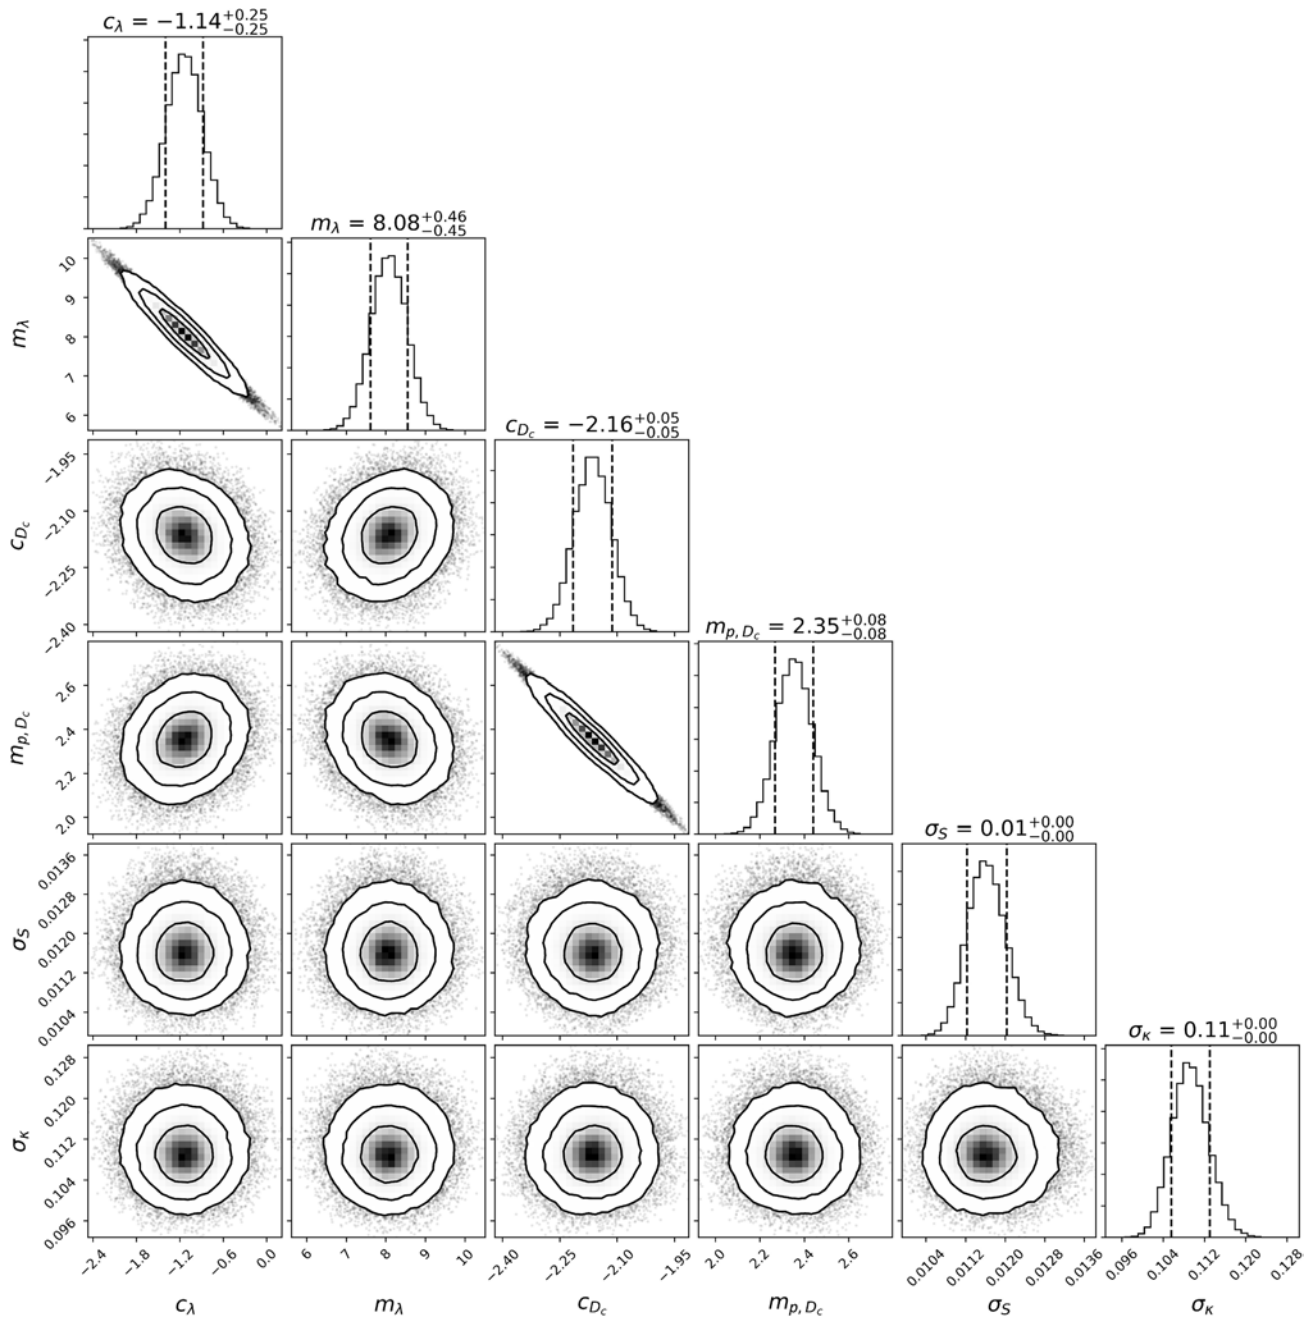 c_λ = −1.14^{+0.25}_{−0.25}
m_λ = 8.08^{+0.46}_{−0.45}
10
9
8
7
6
m_λ
c_{D_c} = −2.16^{+0.05}_{−0.05}
−1.95
−2.10
−2.25
−2.40
c_{D_c}
m_{p, D_c} = 2.35^{+0.08}_{−0.08}
2.6
2.4
2.2
2.0
m_{p, D_c}
σ_S = 0.01^{+0.00}_{−0.00}
0.0136
0.0128
0.0120
0.0112
0.0104
σ_S
σ_κ = 0.11^{+0.00}_{−0.00}
0.128
0.120
0.112
0.104
0.096
σ_κ
−2.4 −1.8 −1.2 −0.6 0.0 6 7 8 9 10 −2.40 −2.25 −2.10 −1.95 2.0 2.2 2.4 2.6 0.0104 0.0112 0.0120 0.0128 0.0136 0.096 0.104 0.112 0.120 0.128
c_λ m_λ c_{D_c} m_{p, D_c} σ_S σ_κ